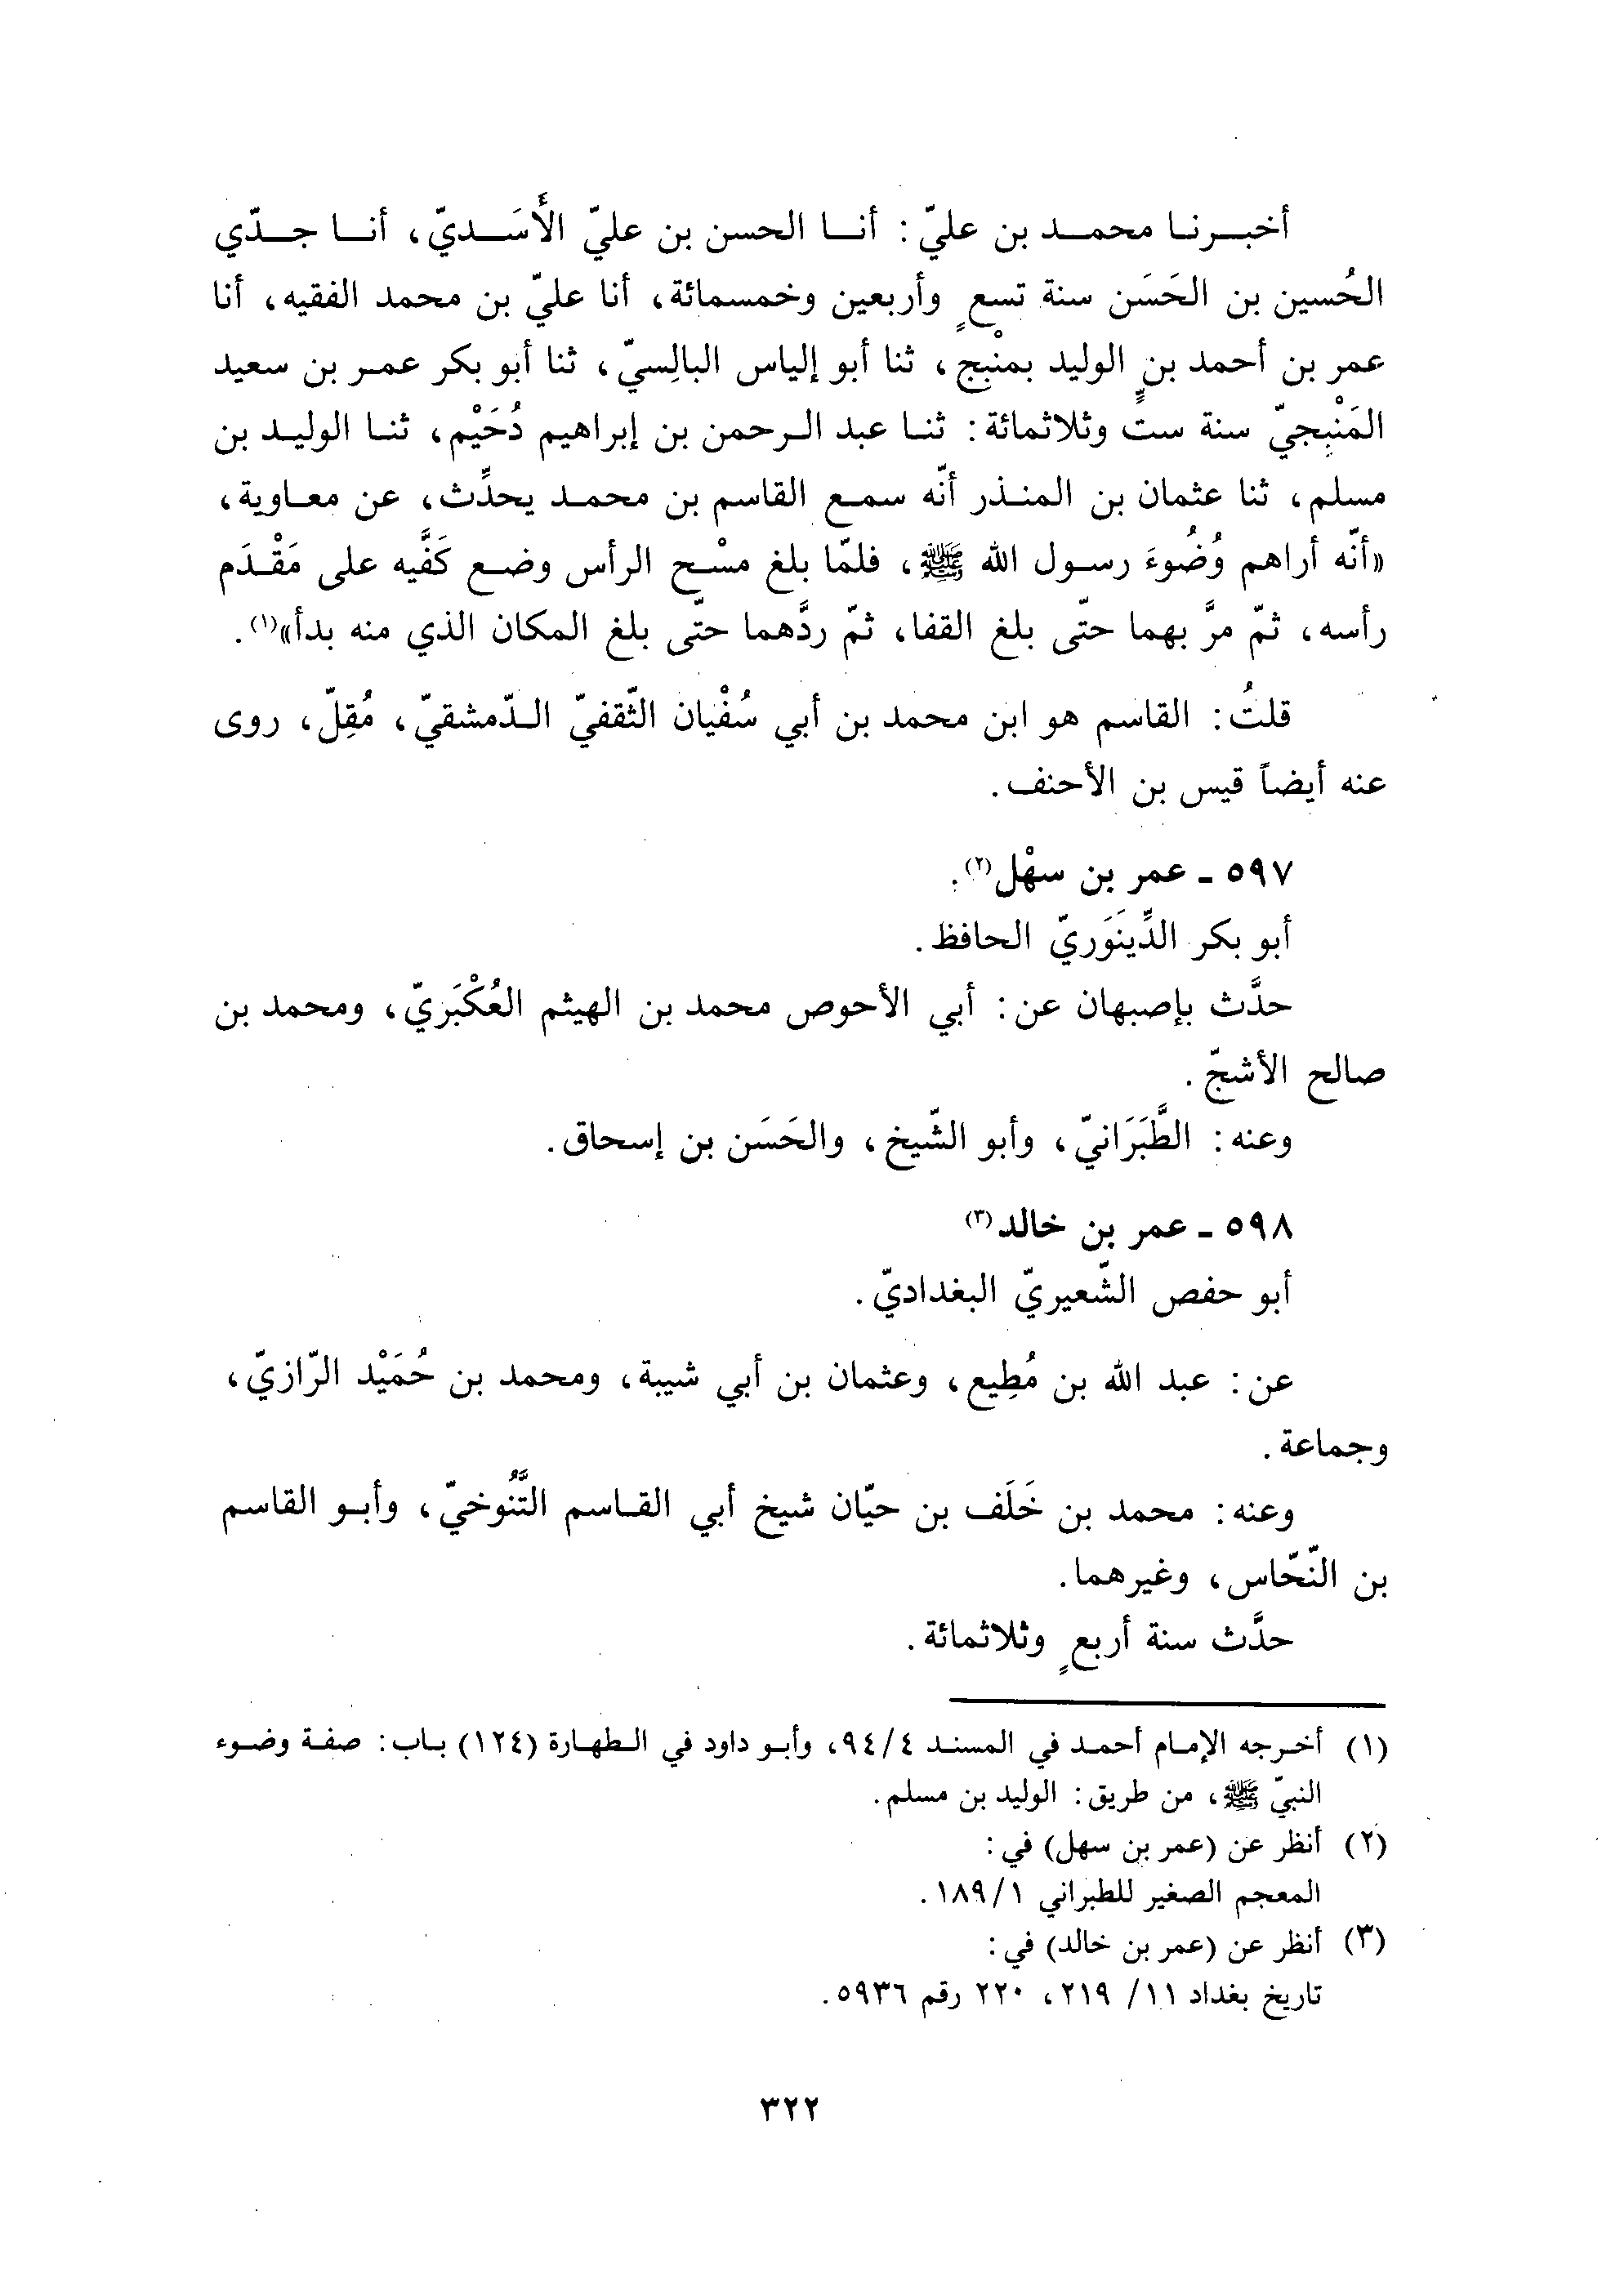 أخبرنا محمد بن عليّ: أنا الحسن بن عليّ الأَسَديّ، أنا جدّي
الحُسين بن الحَسَن سنة تسعٍ وأربعين وخمسمائة، أنا عليّ بن محمد الفقيه، أنا
عمر بن أحمد بن الوليد بمنْبج، ثنا أبو إلياس البالِسيّ، ثنا أبو بكر عمر بن سعيد
المَنْبِجيّ سنة ستٍّ وثلاثمائة: ثنا عبد الرحمن بن إبراهيم دُحَيْم، ثنا الوليد بن
مسلم، ثنا عثمان بن المنذر أنّه سمع القاسم بن محمد يحدِّث، عن معاوية،
«أنّه أراهم وُضُوءَ رسول الله ﷺ، فلمّا بلغ مسْح الرأس وضع كَفَّيه على مَقْدَم
رأسه، ثمّ مرَّ بهما حتّى بلغ القفا، ثمّ ردَّهما حتّى بلغ المكان الذي منه بدأ»(١).
قلتُ: القاسم هو ابن محمد بن أبي سُفْيان الثّقفيّ الدّمشقيّ، مُقِلّ، روى
عنه أيضاً قيس بن الأحنف.
٥٩٧ ـ عمر بن سهْل(٢).
أبو بكر الدِّينَوَريّ الحافظ.
حدَّث بإصبهان عن: أبي الأحوص محمد بن الهيثم العُكْبَريّ، ومحمد بن
صالح الأشجّ.
وعنه: الطَّبَرَانيّ، وأبو الشّيخ، والحَسَن بن إسحاق.
٥٩٨ ـ عمر بن خالد(٣)
أبو حفص الشّعيريّ البغداديّ.
عن: عبد الله بن مُطِيع، وعثمان بن أبي شيبة، ومحمد بن حُمَيْد الرّازيّ،
وجماعة.
وعنه: محمد بن خَلَف بن حيّان شيخ أبي القاسم التَّنُوخيّ، وأبو القاسم
بن النّحّاس، وغيرهما.
حدَّث سنة أربعٍ وثلاثمائة.
(١) أخرجه الإمام أحمد في المسند ٩٤/٤، وأبو داود في الطهارة (١٢٤) باب: صفة وضوء
النبيّ ﷺ، من طريق: الوليد بن مسلم.
(٢) أنظر عن (عمر بن سهل) في:
المعجم الصغير للطبراني ١٨٩/١.
(٣) أنظر عن (عمر بن خالد) في:
تاريخ بغداد ١١/ ٢١٩، ٢٢٠ رقم ٥٩٣٦.
٣٢٢